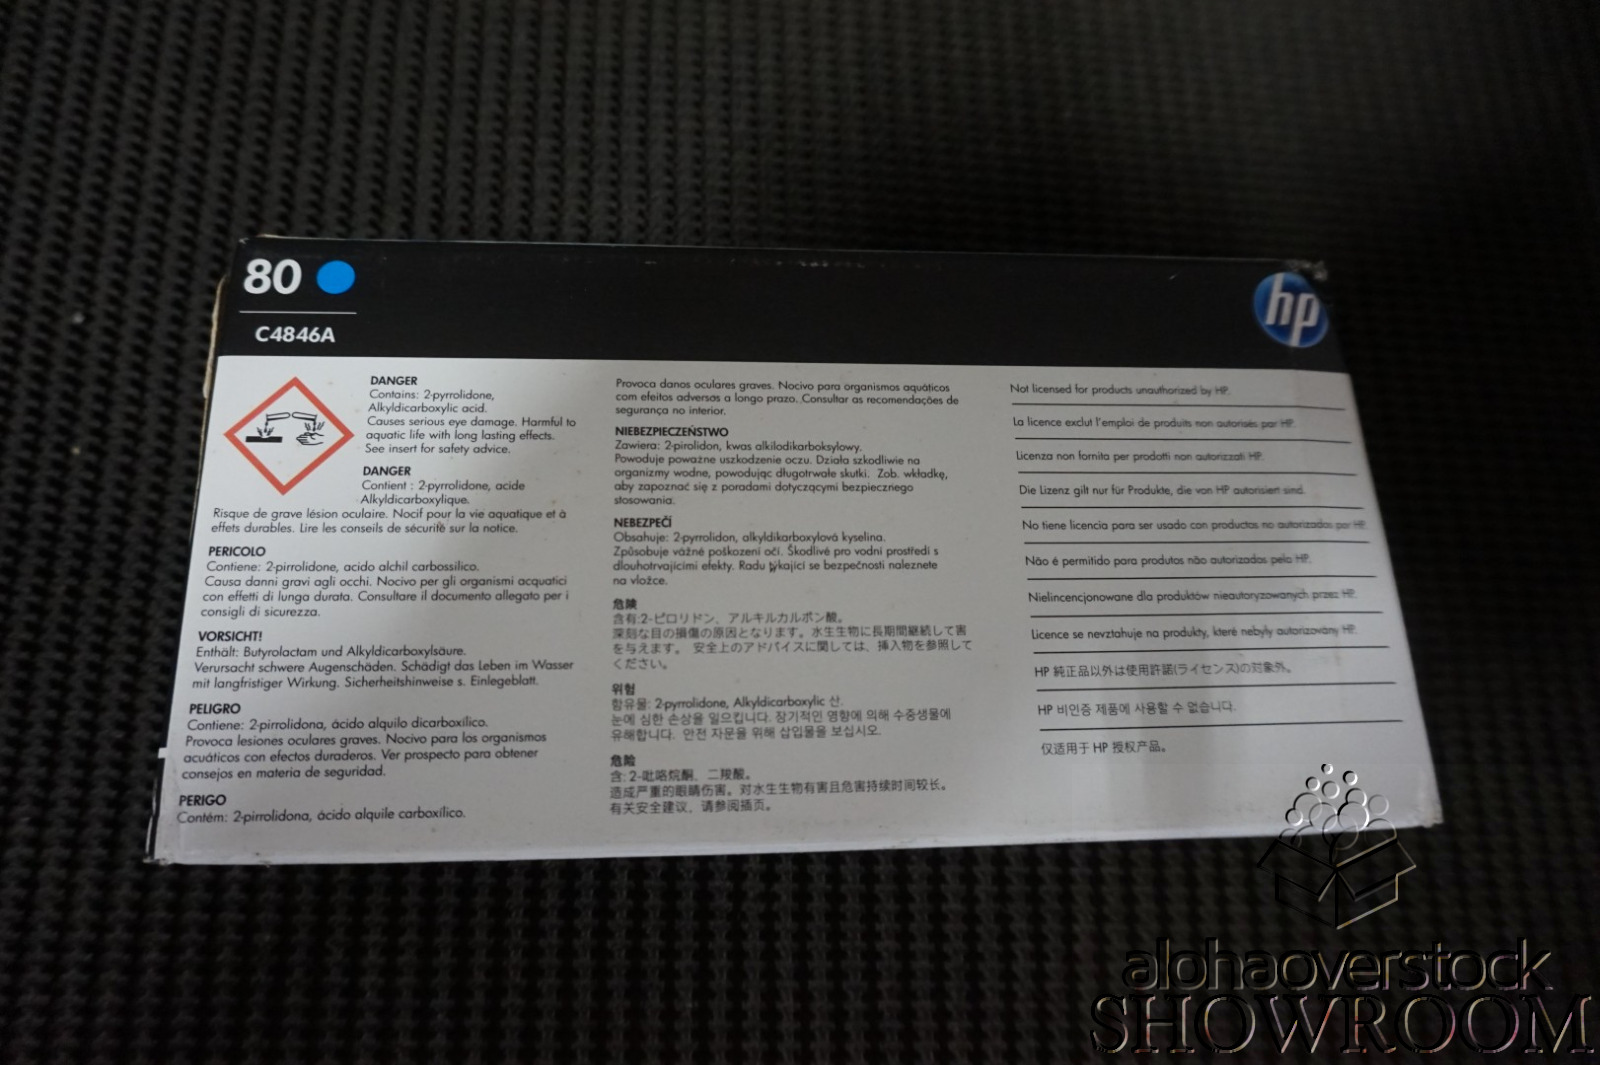 80
C4846A
hp
DANGER
Contains: 2-pyrrolidone,
Alkyldicarboxylic acid.
Causes serious eye damage. Harmful to
aquatic life with long lasting effects.
See insert for safety advice.
DANGER
Contient : 2-pyrrolidone, acide
Alkyldicarboxylique.
Risque de grave lésion oculaire. Nocif pour la vie aquatique et à
effets durables. Lire les conseils de sécurité sur la notice.
PERICOLO
Contiene: 2-pirrolidone, acido alchil carbossilico.
Causa danni gravi agli occhi. Nocivo per gli organismi acquatici
con effetti di lunga durata. Consultare il documento allegato per i
consigli di sicurezza.
VORSICHT!
Enthält: Butyrolactam und Alkyldicarboxylsäure.
Verursacht schwere Augenschäden. Schädigt das Leben im Wasser
mit langfristiger Wirkung. Sicherheitshinweise s. Einlegeblatt.
PELIGRO
Contiene: 2-pirrolidona, ácido alquilo dicarboxílico.
Provoca lesiones oculares graves. Nocivo para los organismos
acuáticos con efectos duraderos. Ver prospecto para obtener
consejos en materia de seguridad.
PERIGO
Contém: 2-pirrolidona, ácido alquile carboxílico.
Provoca danos oculares graves. Nocivo para organismos aquáticos
com efeitos adversos a longo prazo. Consultar as recomendações de
segurança no interior.
NIEBEZPIECZEŃSTWO
Zawiera: 2-pirolidon, kwas alkilodikarboksylowy.
Powoduje poważne uszkodzenie oczu. Działa szkodliwie na
organizmy wodne, powodując długotrwałe skutki. Zob. wkładkę,
aby zapoznać się z poradami dotyczącymi bezpiecznego
stosowania.
NEBEZPEČÍ
Obsahuje: 2-pyrrolidon, alkyldikarboxylová kyselina.
Způsobuje vážné poškození očí. Škodlivé pro vodní prostředí s
dlouhotrvajícími efekty. Radu týkající se bezpečnosti naleznete
na vložce.
危険
含有:2-ピロリドン、アルキルカルボン酸。
深刻な目の損傷の原因となります。水生生物に長期間継続して害
を与えます。 安全上のアドバイスに関しては、挿入物を参照して
ください。
위험
함유물: 2-pyrrolidone, Alkyldicarboxylic 산.
눈에 심한 손상을 일으킵니다. 장기적인 영향에 의해 수중생물에
유해합니다. 안전 자문을 위해 삽입물을 보십시오.
危险
含: 2-吡咯烷酮、二羧酸。
造成严重的眼睛伤害。对水生生物有害且危害持续时间较长。
有关安全建议，请参阅插页。
Not licensed for products unauthorized by HP.
La licence exclut l'emploi de produits non autorisés par HP.
Licenza non fornita per prodotti non autorizzati HP.
Die Lizenz gilt nur für Produkte, die von HP autorisiert sind.
No tiene licencia para ser usado con productos no autorizados por HP.
Não é permitido para produtos não autorizados pela HP.
Nielincencjonowane dla produktów nieautoryzowanych przez HP.
Licence se nevztahuje na produkty, které nebyly autorizovány HP.
HP 純正品以外は使用許諾(ライセンス)の対象外。
HP 비인증 제품에 사용할 수 없습니다.
仅适用于 HP 授权产品。
alohaoverstock
SHOWROOM